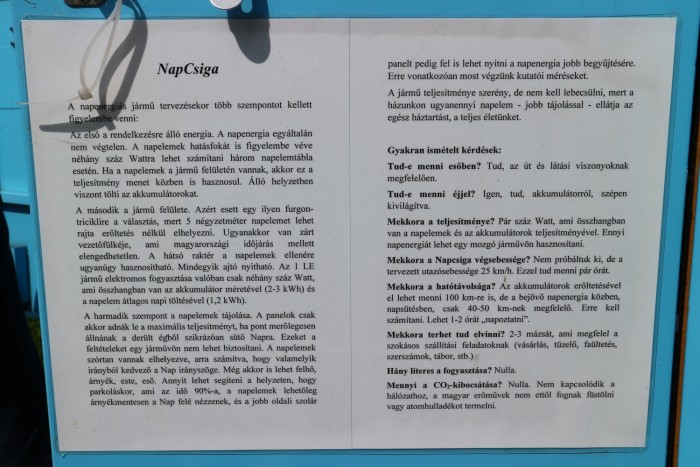 NapCsiga
A napenergiás jármű tervezésekor több szempontot kellett
figyelembe venni:
Az első a rendelkezésre álló energia. A napenergia egyáltalán
nem végtelen. A napelemek hatásfokát is figyelembe véve
néhány száz Wattra lehet számítani három napelemtábla
esetén. Ha a napelemek a jármű felületén vannak, akkor ez a
teljesítmény menet közben is hasznosul. Álló helyzetben
viszont tölti az akkumulátorokat.
A második a jármű felülete. Azért esett egy ilyen furgon-
triciklire a választás, mert 5 négyzetméter napelemet lehet
rajta erőltetés nélkül elhelyezni. Ugyanakkor van zárt
vezetőfülkéje, ami magyarországi időjárás mellett
elengedhetetlen. A hátsó raktér a napelemek ellenére
ugyanúgy hasznosítható. Mindegyik ajtó nyitható. Az 1 LE
jármű elektromos fogyasztása valóban csak néhány száz Watt,
ami összhangban van az akkumulátor méretével (2-3 kWh) és
a napelem átlagos napi töltésével (1,2 kWh).
A harmadik szempont a napelemek tájolása. A panelok csak
akkor adnák le a maximális teljesítményt, ha pont merőlegesen
állnának a derült égből szikrázóan sütő Napra. Ezeket a
feltételeket egy járművön nem lehet biztosítani. A napelemek
szórtan vannak elhelyezve, arra számítva, hogy valamelyik
irányból kedvező a Nap irányszöge. Még akkor is lehet felhő,
árnyék, este, eső. Annyit lehet segíteni a helyzeten, hogy
parkoláskor, ami az idő 90%-a, a napelemek lehetőleg
árnyékmentesen a Nap felé nézzenek, és a jobb oldali szolár
panelt pedig fel is lehet nyitni a napenergia jobb begyűjtésére.
Erre vonatkozóan most végzünk kutatói méréseket.
A jármű teljesítménye szerény, de nem kell lebecsülni, mert a
házunkon ugyanennyi napelem - jobb tájolással - ellátja az
egész háztartást, a teljes életünket.
Gyakran ismételt kérdések:
Tud-e menni esőben? Tud, az út és látási viszonyoknak
megfelelően.
Tud-e menni éjjel? Igen, tud, akkumulátorról, szépen
kivilágítva.
Mekkora a teljesítménye? Pár száz Watt, ami összhangban
van a napelemek és az akkumulátorok teljesítményével. Ennyi
napenergiát lehet egy mozgó járművön hasznosítani.
Mekkora a Napcsiga végsebessége? Nem próbáltuk ki, de a
tervezett utazósebessége 25 km/h. Ezzel tud menni pár órát.
Mekkora a hatótávolsága? Az akkumulátorok erőltetésével
el lehet menni 100 km-re is, de a bejövő napenergia közben,
napsütésben, csak 40-50 km-nek megfelelő. Erre kell
számítani. Lehet 1-2 órát „napoztatni”.
Mekkora terhet tud elvinni? 2-3 mázsát, ami megfelel a
szokásos szállítási feladatoknak (vásárlás, tüzelő, faültetés,
szerszámok, tábor, stb.)
Hány literes a fogyasztása? Nulla.
Mennyi a CO₂-kibocsátása? Nulla. Nem kapcsolódik a
hálózathoz, a magyar erőművek nem ettől fognak füstölni
vagy atomhulladékot termelni.